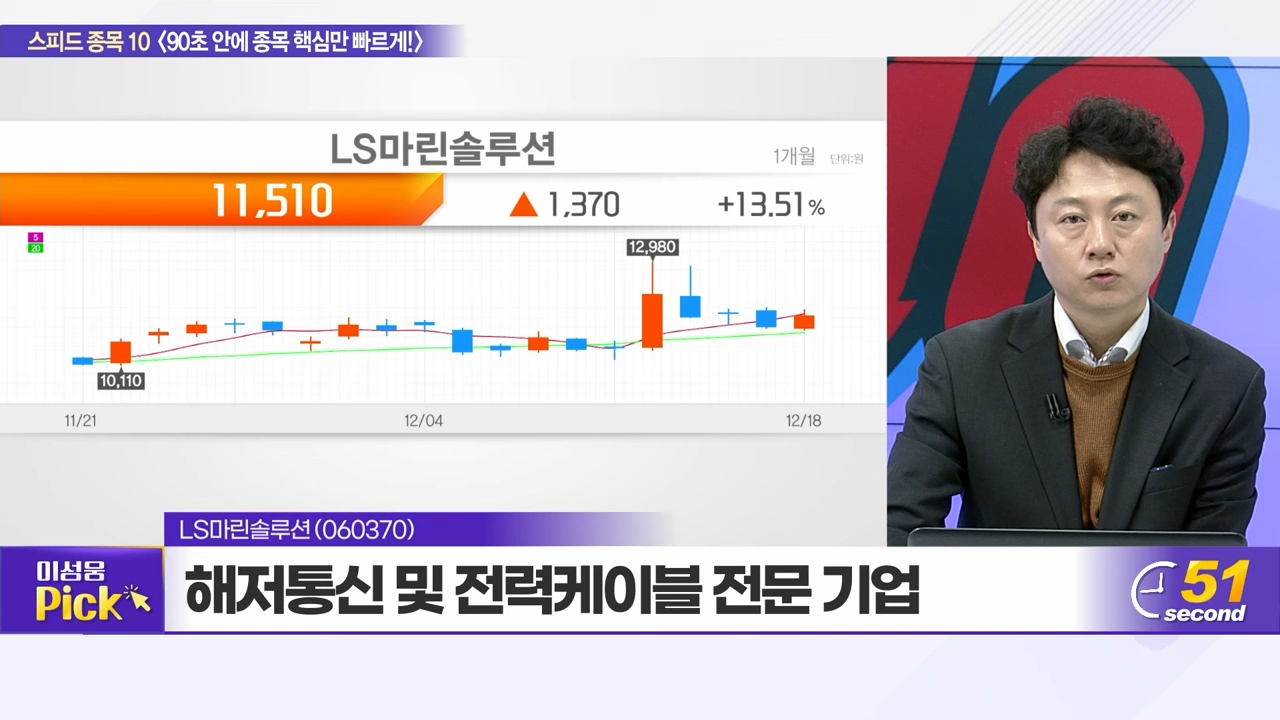 스피드 종목 10 〈90초 안에 종목 핵심만 빠르게!〉
LS마린솔루션
1개월 단위:원
11,510 ▲ 1,370 +13.51%
5
20
12,980
10,110
11/21 12/04 12/18
LS마린솔루션(060370)
이성웅
Pick
해저통신 및 전력케이블 전문 기업
51
second